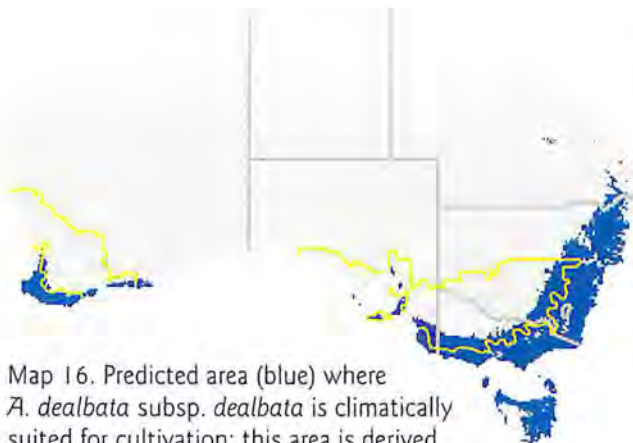 Map 16. Predicted area (blue) where
A. dealbata subsp. dealbata is climatically
suited for cultivation; this area is derived